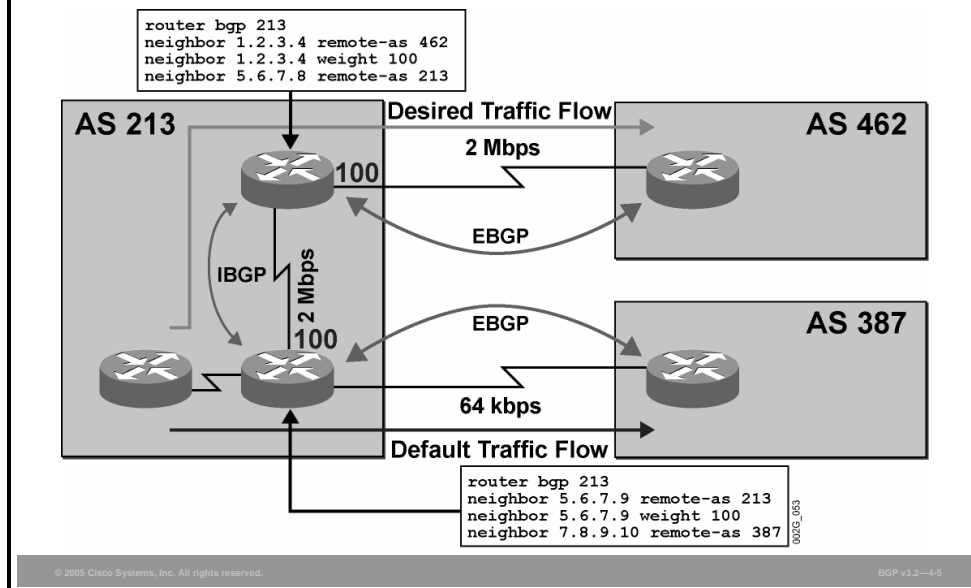 router bgp 213
neighbor 1.2.3.4 remote-as 462
neighbor 1.2.3.4 weight 100
neighbor 5.6.7.8 remote-as 213
AS 213
Desired Traffic Flow
AS 462
2 Mbps
100
EBGP
IBGP
2 Mbps
100
EBGP
AS 387
64 kbps
Default Traffic Flow
router bgp 213
neighbor 5.6.7.9 remote-as 213
neighbor 5.6.7.9 weight 100
neighbor 7.8.9.10 remote-as 387
002G_053
© 2005 Cisco Systems, Inc. All rights reserved.
BGP v3.2—4-5